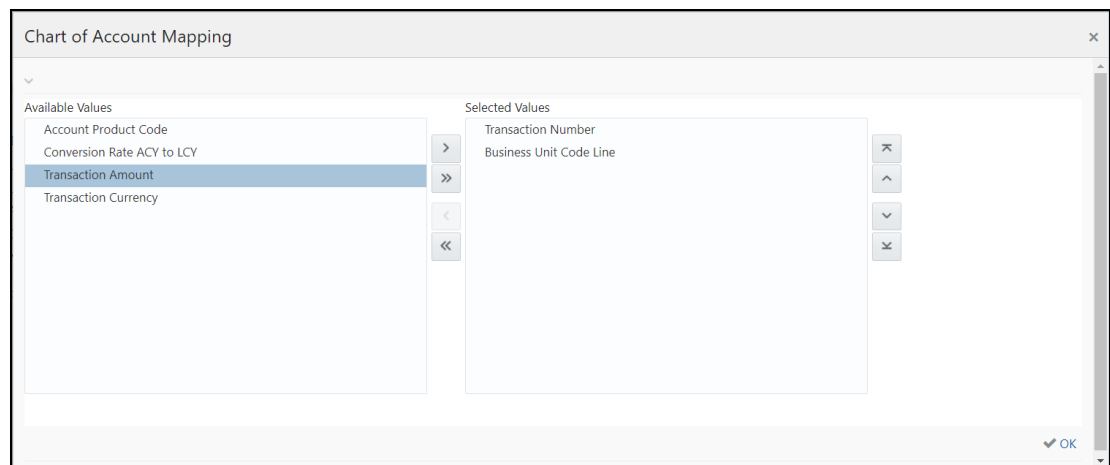 Chart of Account Mapping
Available Values
Selected Values
Account Product Code
Conversion Rate ACY to LCY
Transaction Amount
Transaction Currency
Transaction Number
Business Unit Code Line
OK